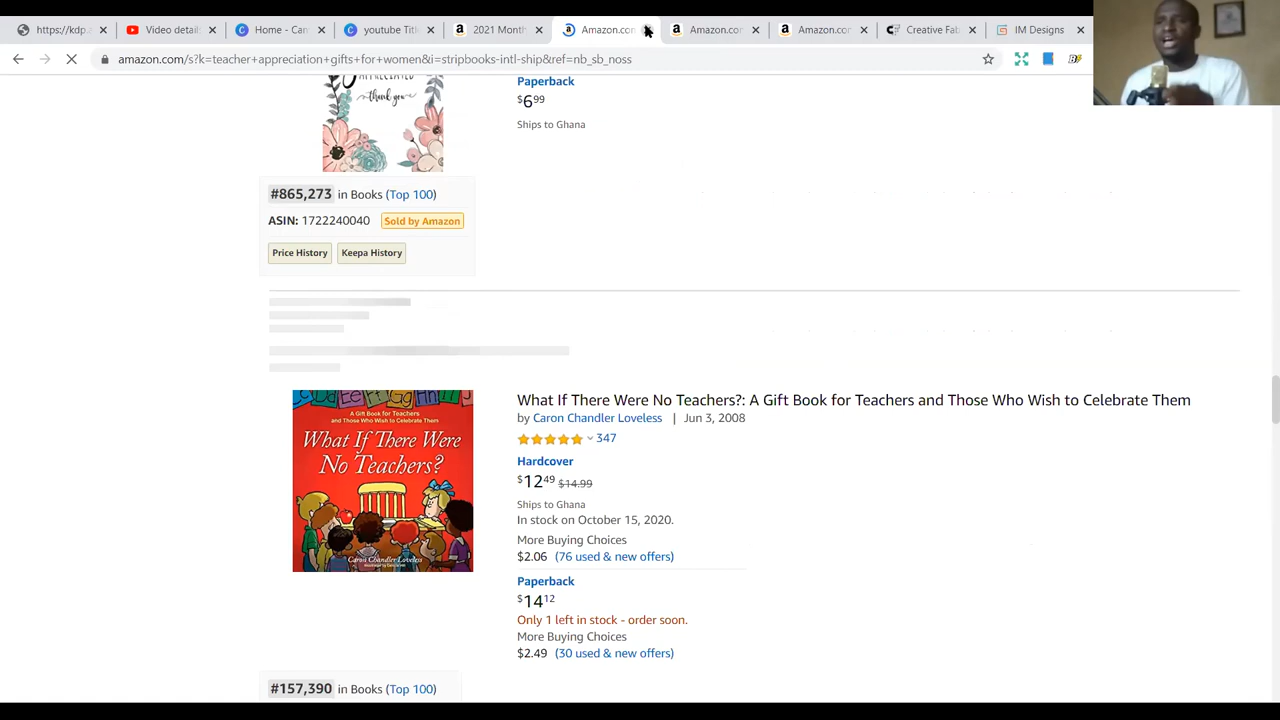 https://kdp.
Video details
Home - Can
youtube Titl
2021 Month
Amazon.con
Amazon.con
Amazon.con
Creative Fab
IM Designs
amazon.com/s?k=teacher+appreciation+gifts+for+women&i=stripbooks-intl-ship&ref=nb_sb_noss
thank you
Paperback
$6.99
Ships to Ghana
#865,273 in Books (Top 100)
ASIN: 1722240040 Sold by Amazon
Price History Keepa History
A Gift Book for Teachers
and Those Who Wish to Celebrate Them
What If There Were
No Teachers?
Caron Chandler Loveless
What If There Were No Teachers?: A Gift Book for Teachers and Those Who Wish to Celebrate Them
by Caron Chandler Loveless | Jun 3, 2008
347
Hardcover
$12.49 $14.99
Ships to Ghana
In stock on October 15, 2020.
More Buying Choices
$2.06 (76 used & new offers)
Paperback
$14.12
Only 1 left in stock - order soon.
More Buying Choices
$2.49 (30 used & new offers)
#157,390 in Books (Top 100)